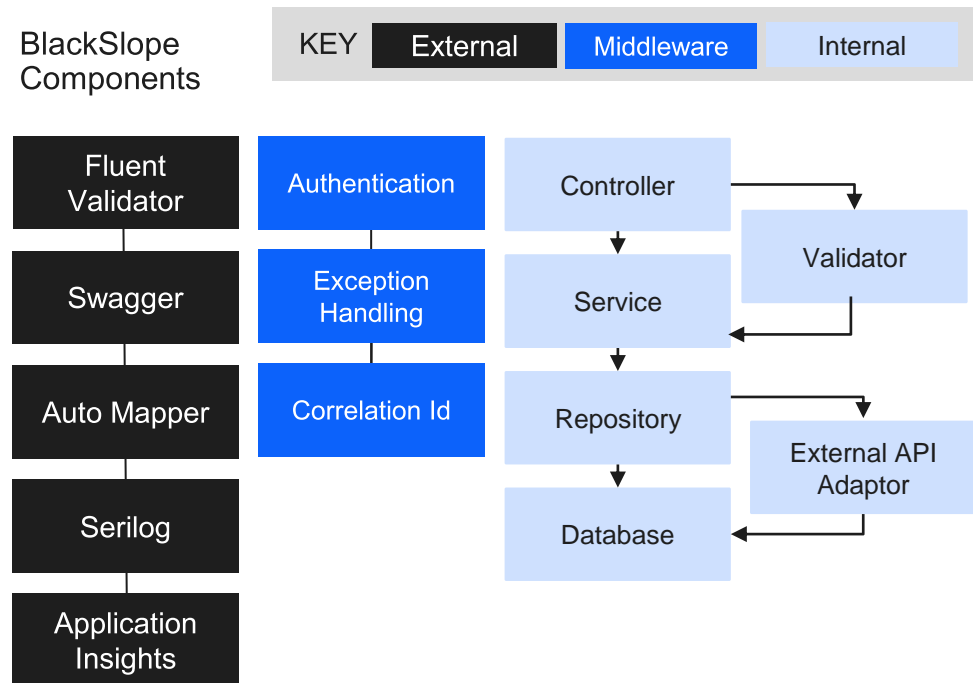 BlackSlope
Components
KEY
External
Middleware
Internal
Fluent
Validator
Swagger
Auto Mapper
Serilog
Application
Insights
Authentication
Exception
Handling
Correlation Id
Controller
Validator
Service
Repository
External API
Adaptor
Database